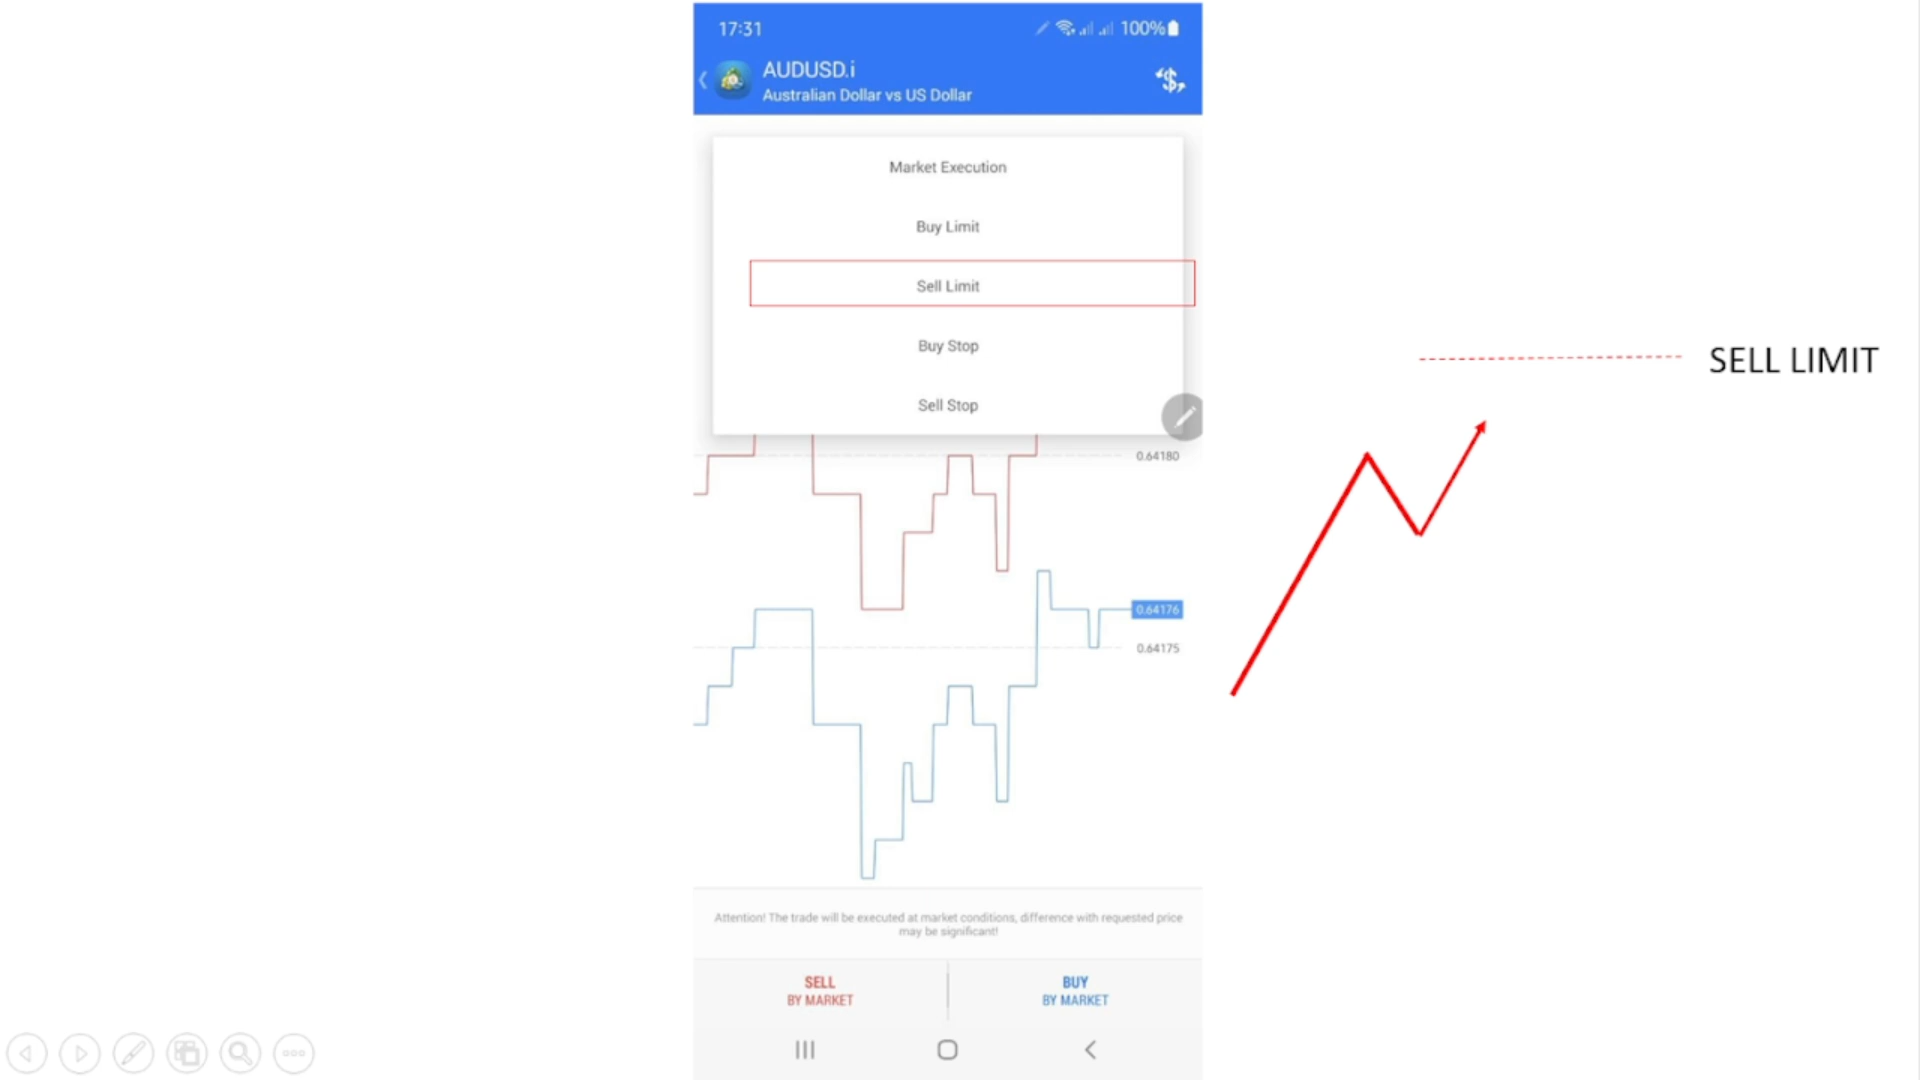 17:31
100%
AUDUSD.i
Australian Dollar vs US Dollar
Market Execution
Buy Limit
Sell Limit
Buy Stop
Sell Stop
0.64180
0.64176
0.64175
SELL LIMIT
Attention! The trade will be executed at market conditions, difference with requested price
may be significant!
SELL
BY MARKET
BUY
BY MARKET